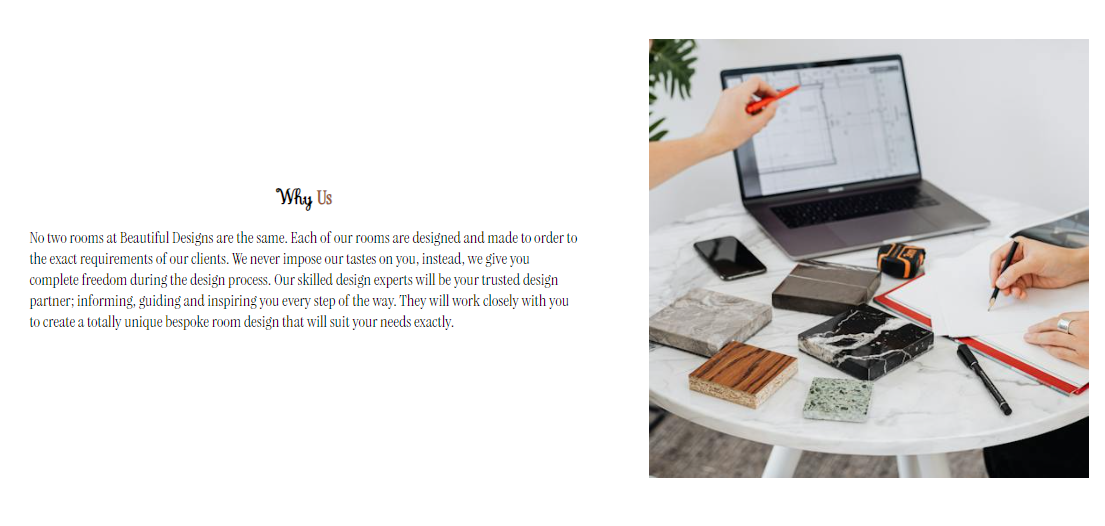 Why Us
No two rooms at Beautiful Designs are the same. Each of our rooms are designed and made to order to
the exact requirements of our clients. We never impose our tastes on you, instead, we give you
complete freedom during the design process. Our skilled design experts will be your trusted design
partner; informing, guiding and inspiring you every step of the way. They will work closely with you
to create a totally unique bespoke room design that will suit your needs exactly.